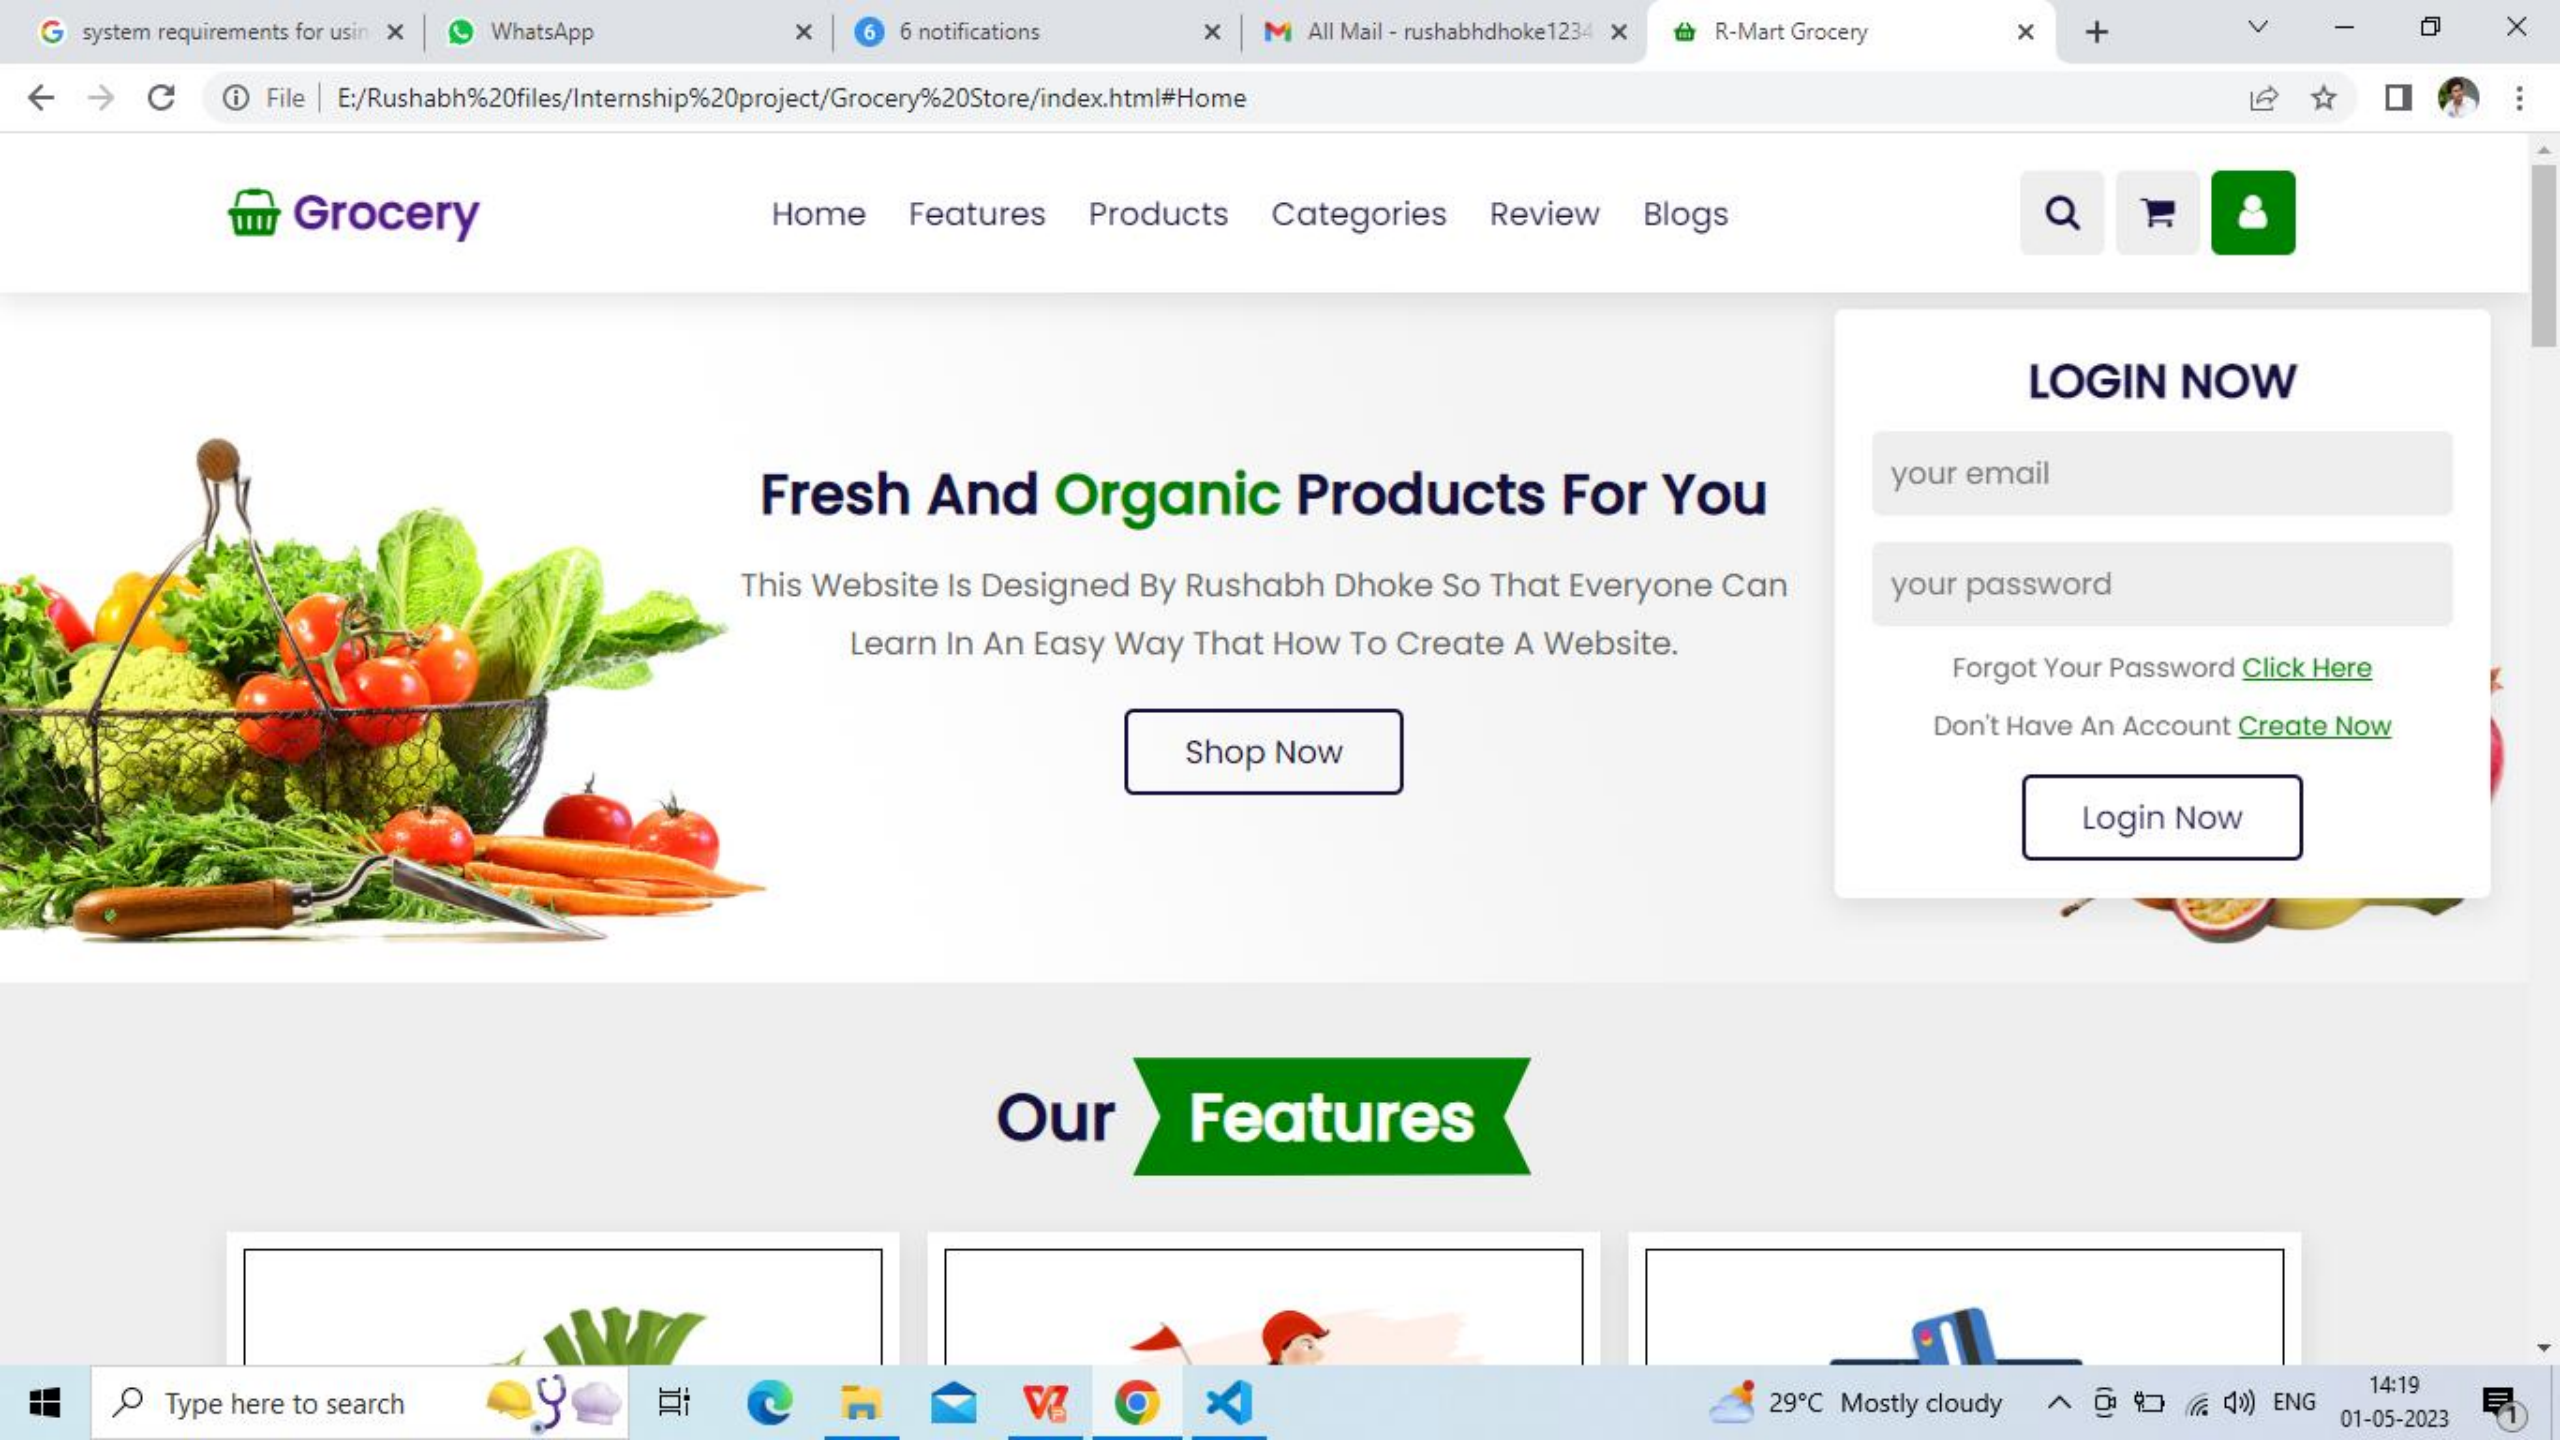 system requirements for usin
WhatsApp
6 6 notifications
All Mail - rushabhdhoke1234
R-Mart Grocery
File E:/Rushabh%20files/Internship%20project/Grocery%20Store/index.html#Home
Grocery
Home Features Products Categories Review Blogs
LOGIN NOW
your email
your password
Forgot Your Password Click Here
Don't Have An Account Create Now
Login Now
Fresh And Organic Products For You
This Website Is Designed By Rushabh Dhoke So That Everyone Can
Learn In An Easy Way That How To Create A Website.
Shop Now
Our Features
Type here to search
29°C Mostly cloudy
ENG
14:19
01-05-2023
1